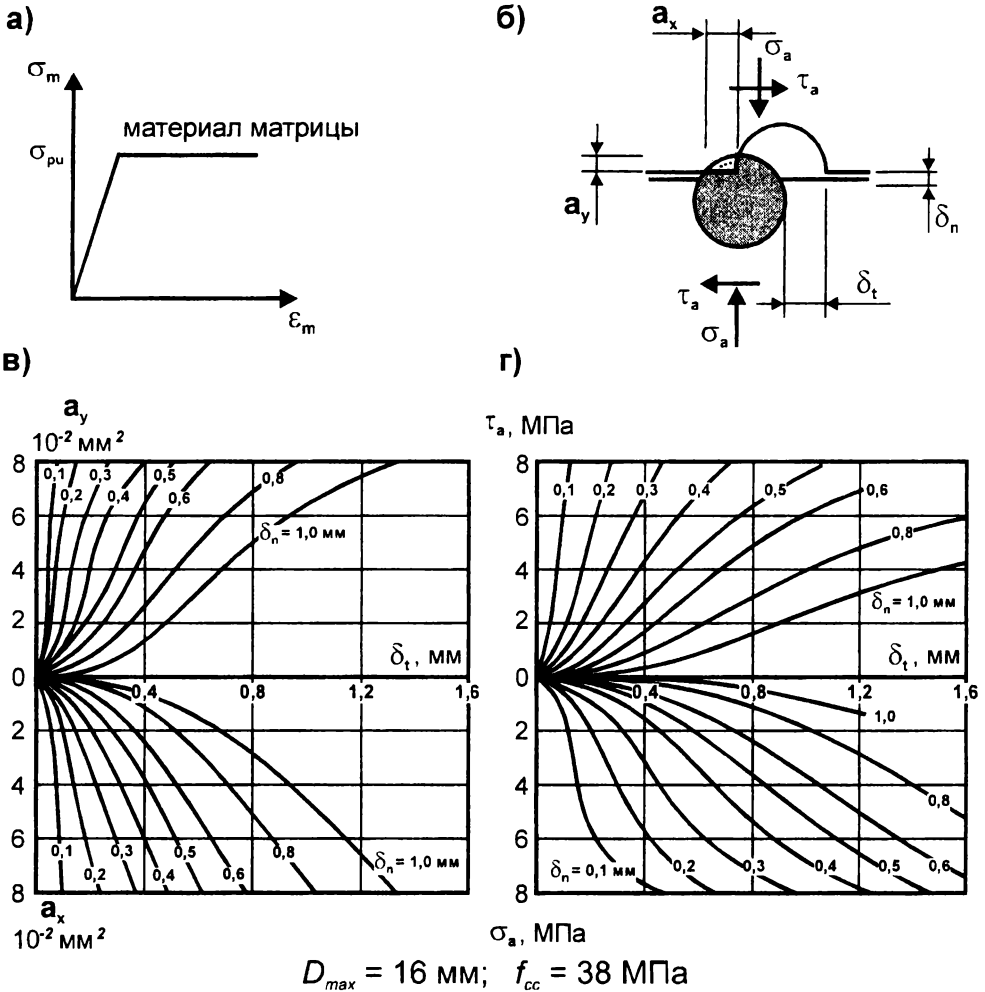 а)
σm
σpu
материал матрицы
εm
б)
ax
σa
τa
ay
δn
τa
σa
δt
в)
ay
10⁻² мм²
8
6
4
2
0
2
4
6
8
0,1
0,2
0,3
0,4
0,5
0,6
0,8
δn = 1,0 мм
δt, мм
0,4
0,8
1,2
1,6
0,1
0,2
0,3
0,4
0,5
0,6
0,8
δn = 1,0 мм
ax
10⁻² мм²
г)
τa, МПа
8
6
4
2
0
2
4
6
8
0,1
0,2
0,3
0,4
0,5
0,6
0,8
δn = 1,0 мм
δt, мм
0,4
0,8
1,2
1,6
1,0
0,8
δn = 0,1 мм
0,2
0,3
0,4
0,5
0,6
σa, МПа
Dmax = 16 мм; fcc = 38 МПа